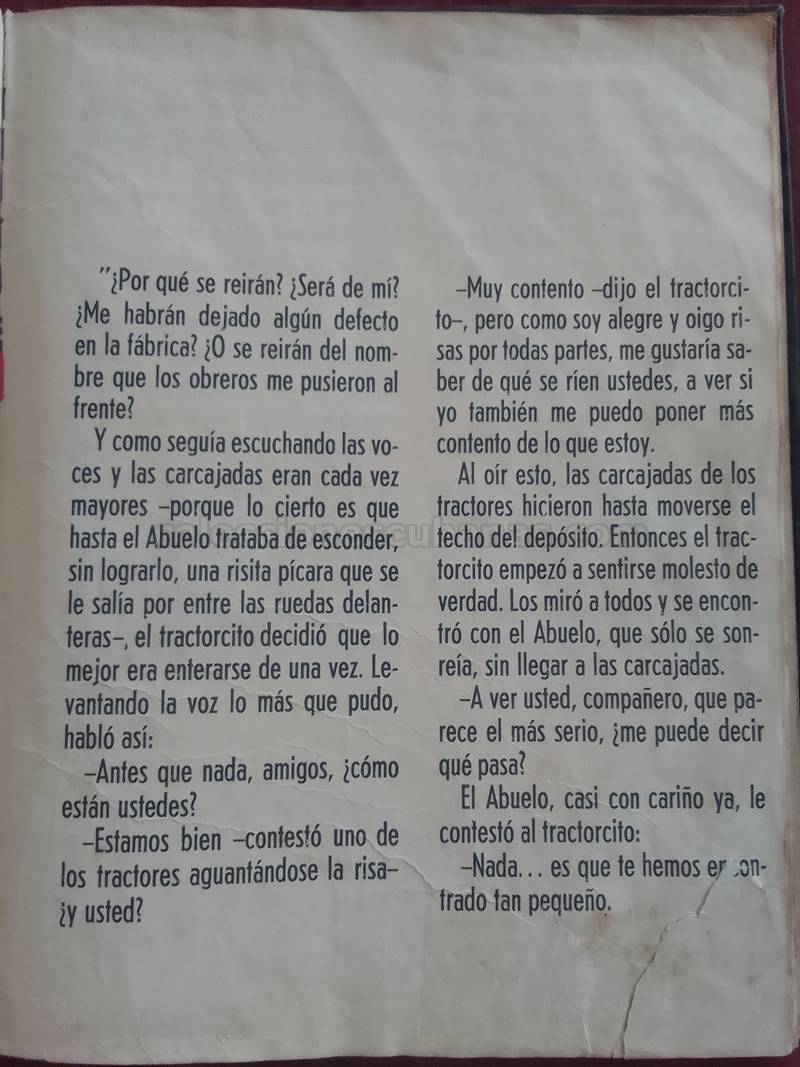 "¿Por qué se reirán? ¿Será de mí?
¿Me habrán dejado algún defecto
en la fábrica? ¿O se reirán del nom-
bre que los obreros me pusieron al
frente?
Y como seguía escuchando las vo-
ces y las carcajadas eran cada vez
mayores –porque lo cierto es que
hasta el Abuelo trataba de esconder,
sin lograrlo, una risita pícara que se
le salía por entre las ruedas delan-
teras–, el tractorcito decidió que lo
mejor era enterarse de una vez. Le-
vantando la voz lo más que pudo,
habló así:
–Antes que nada, amigos, ¿cómo
están ustedes?
–Estamos bien –contestó uno de
los tractores aguantándose la risa–
¿y usted?
–Muy contento –dijo el tractorci-
to–, pero como soy alegre y oigo ri-
sas por todas partes, me gustaría sa-
ber de qué se ríen ustedes, a ver si
yo también me puedo poner más
contento de lo que estoy.
Al oír esto, las carcajadas de los
tractores hicieron hasta moverse el
techo del depósito. Entonces el trac-
torcito empezó a sentirse molesto de
verdad. Los miró a todos y se encon-
tró con el Abuelo, que sólo se son-
reía, sin llegar a las carcajadas.
–A ver usted, compañero, que pa-
rece el más serio, ¿me puede decir
qué pasa?
El Abuelo, casi con cariño ya, le
contestó al tractorcito:
–Nada... es que te hemos encon-
trado tan pequeño.